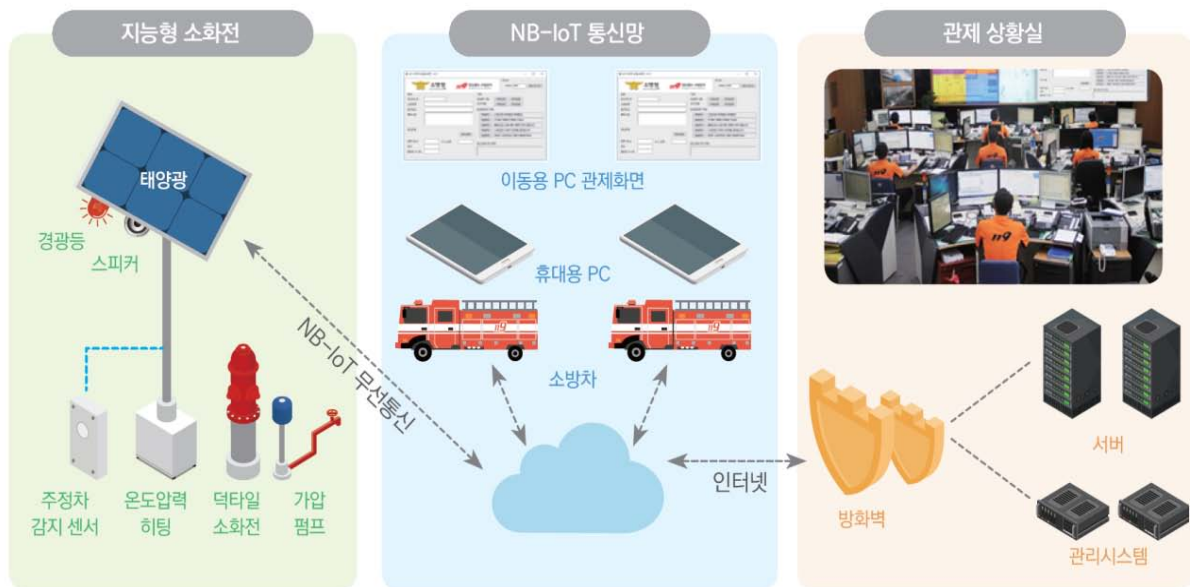 지능형 소화전
태양광
경광등
스피커
주정차
감지 센서
온도압력
히팅
덕타일
소화전
가압
펌프
NB-IoT 무선통신
NB-IoT 통신망
이동용 PC 관제화면
휴대용 PC
소방차
인터넷
관제 상황실
119
방화벽
서버
관리시스템